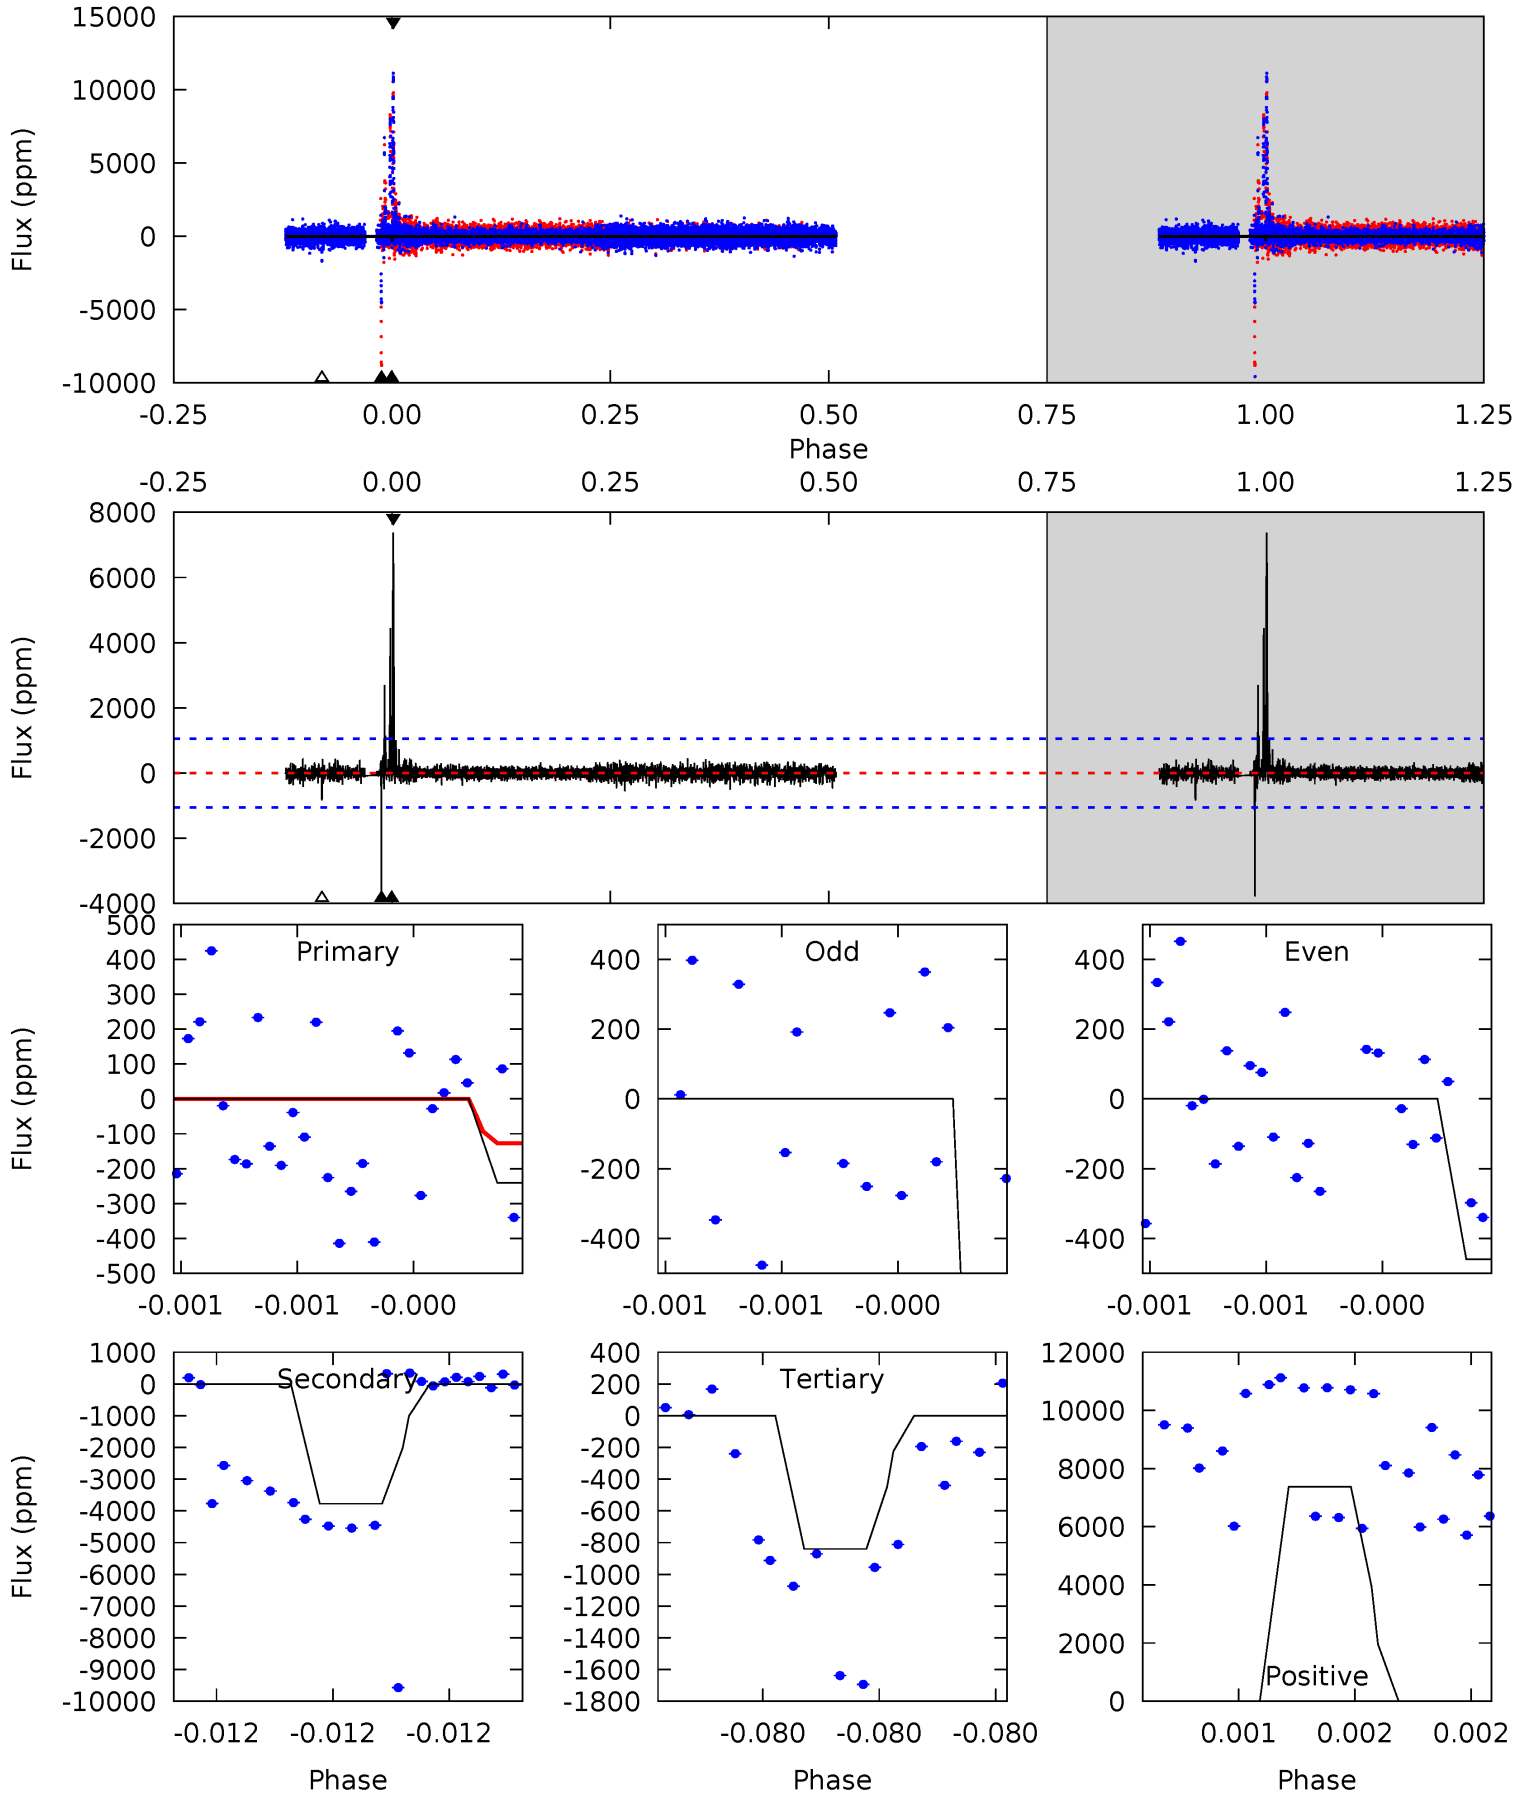 15000
10000
5000
0
-5000
-10000
Flux (ppm)
-0.25 0.00 0.25 0.50 0.75 1.00 1.25
Phase
-0.25 0.00 0.25 0.50 0.75 1.00 1.25
8000
6000
4000
2000
0
-2000
-4000
Flux (ppm)
Primary
500
400
300
200
100
0
-100
-200
-300
-400
-500
Flux (ppm)
-0.001 -0.001 -0.000
Odd
400
200
0
-200
-400
-0.001 -0.001 -0.000
Even
400
200
0
-200
-400
-0.001 -0.001 -0.000
Secondary
1000
0
-1000
-2000
-3000
-4000
-5000
-6000
-7000
-8000
-9000
-10000
Flux (ppm)
-0.012 -0.012 -0.012
Phase
Tertiary
400
200
0
-200
-400
-600
-800
-1000
-1200
-1400
-1600
-1800
-0.080 -0.080 -0.080
Phase
12000
10000
8000
6000
4000
2000
0
Positive
0.001 0.002 0.002
Phase